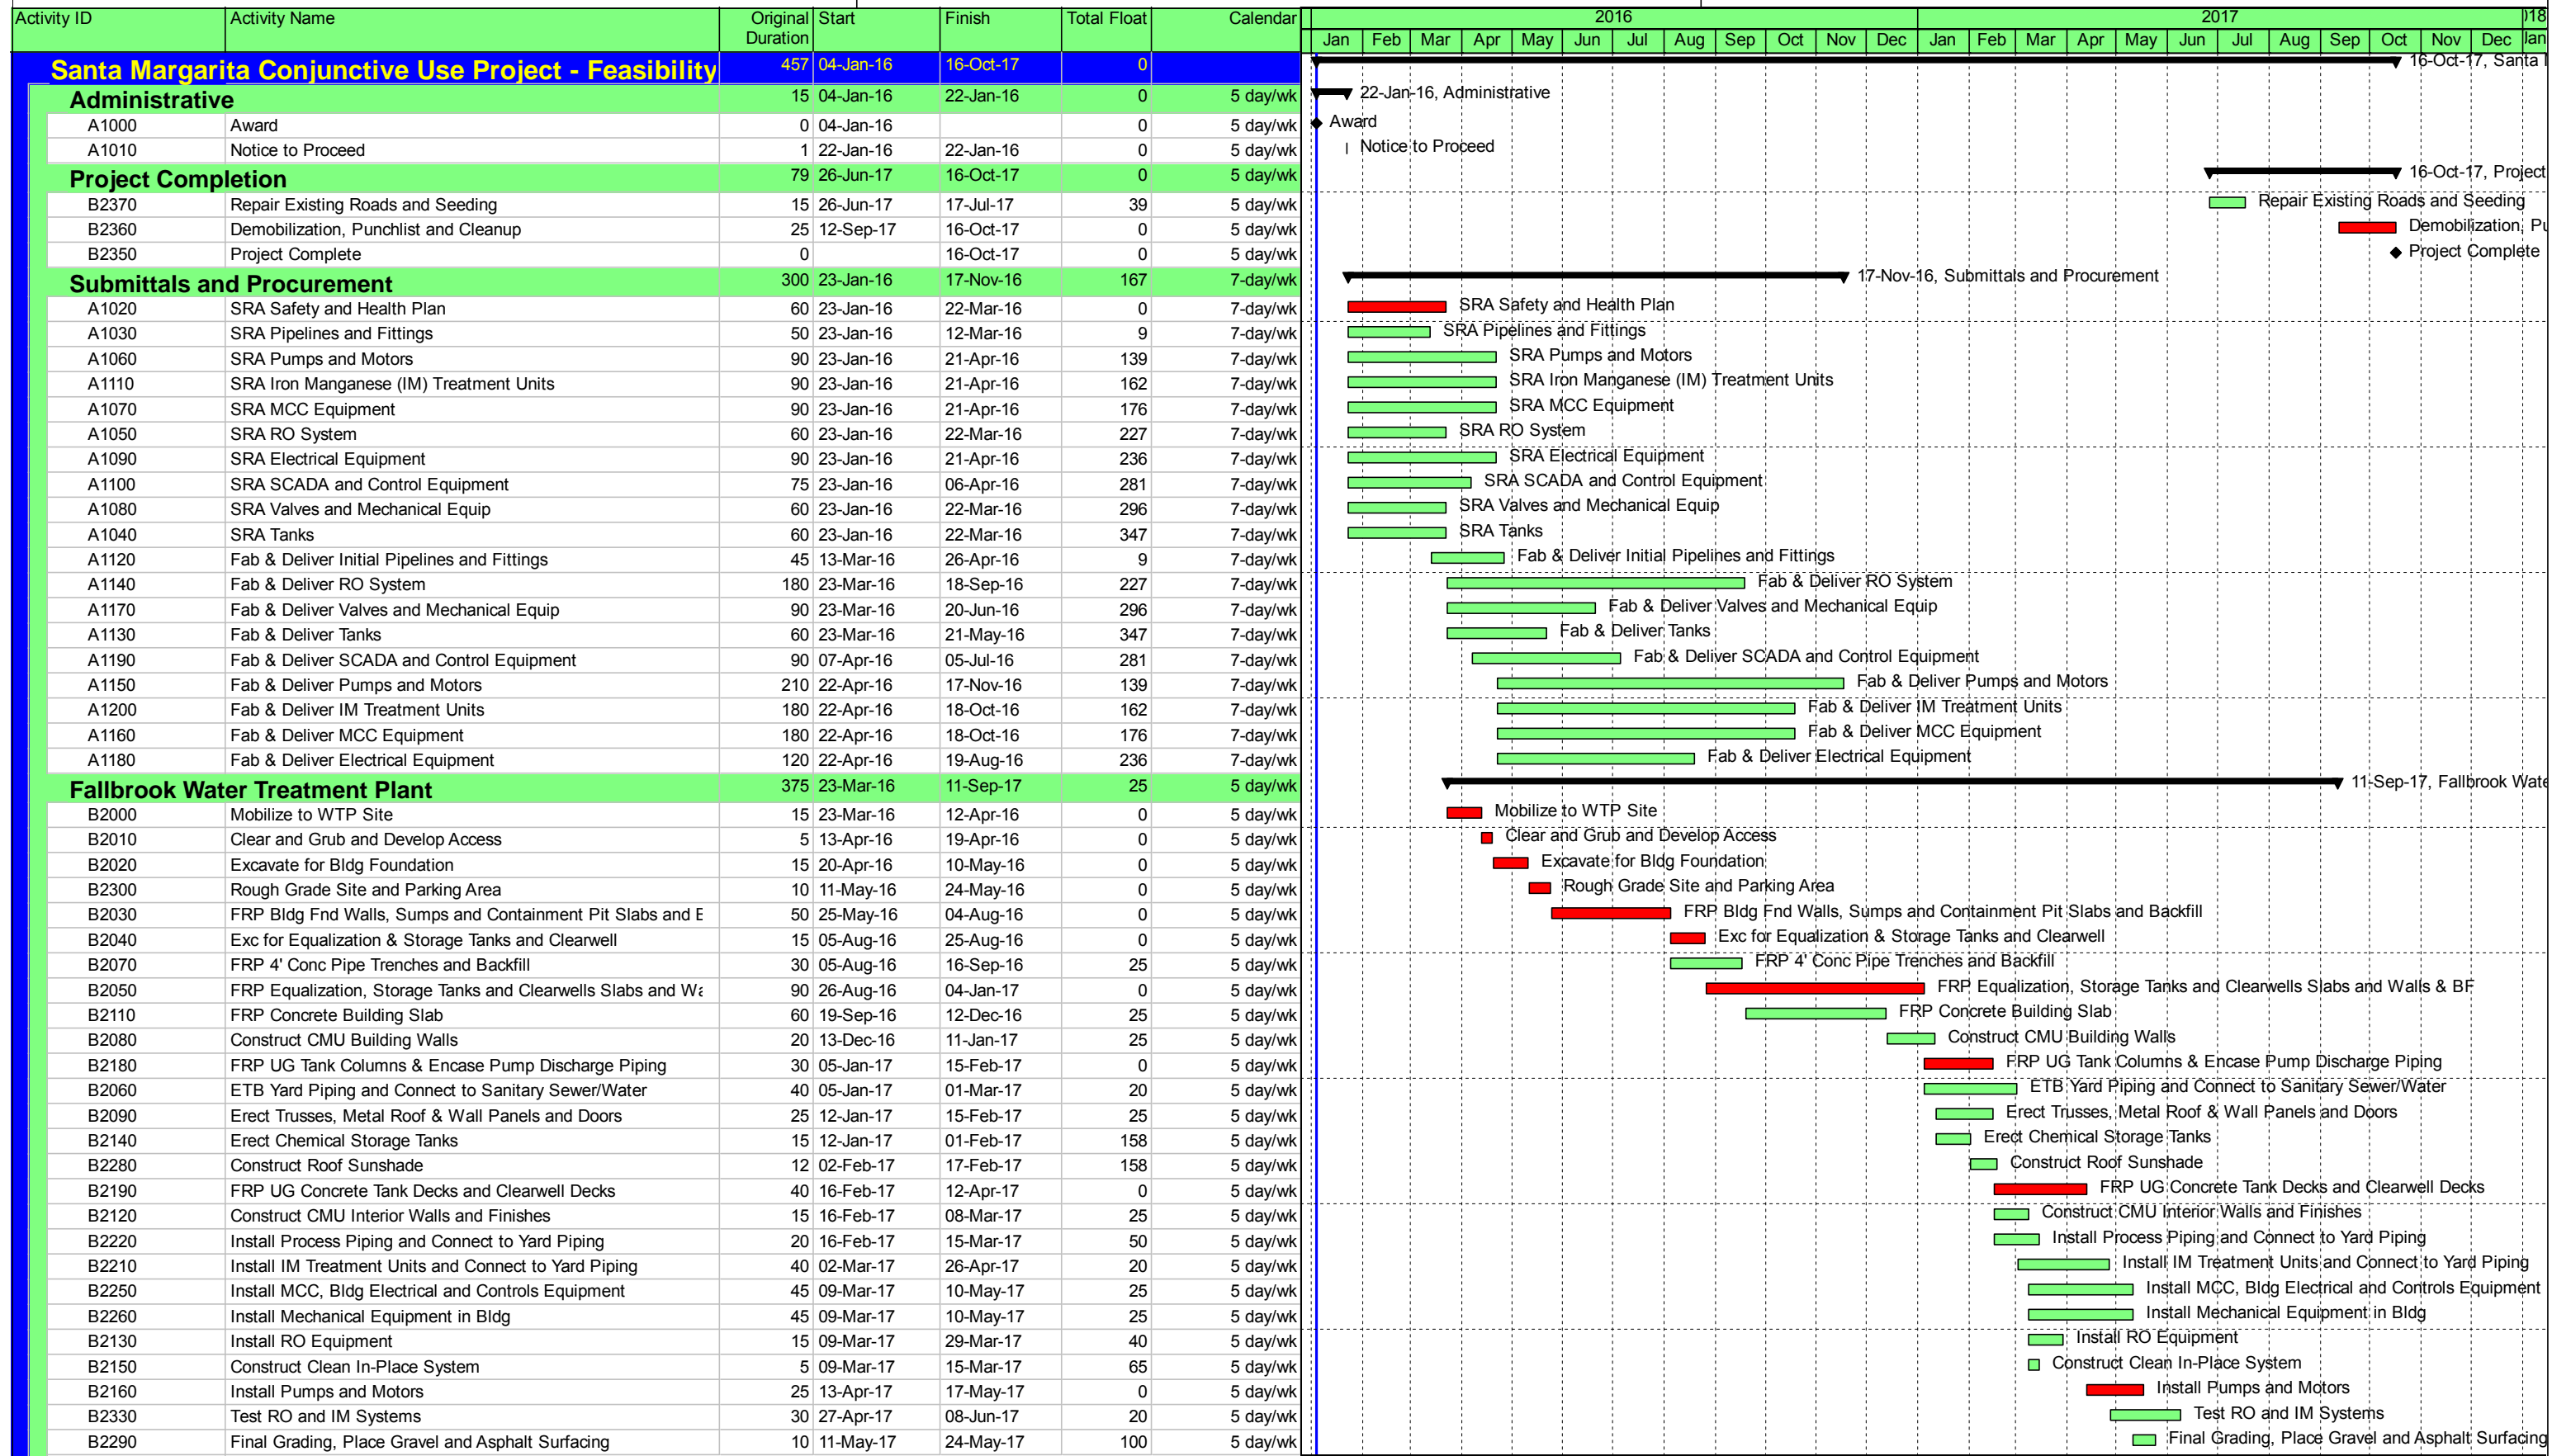 Activity ID Activity Name Original Duration Start Finish Total Float Calendar 2016 2017 )18
Jan Feb Mar Apr May Jun Jul Aug Sep Oct Nov Dec Jan Feb Mar Apr May Jun Jul Aug Sep Oct Nov Dec Jan
Santa Margarita Conjunctive Use Project - Feasibility 457 04-Jan-16 16-Oct-17 0 16-Oct-17, Santa
Administrative 15 04-Jan-16 22-Jan-16 0 5 day/wk 22-Jan-16, Administrative
A1000 Award 0 04-Jan-16 0 5 day/wk Award
A1010 Notice to Proceed 1 22-Jan-16 22-Jan-16 0 5 day/wk Notice to Proceed
Project Completion 79 26-Jun-17 16-Oct-17 0 5 day/wk 16-Oct-17, Project
B2370 Repair Existing Roads and Seeding 15 26-Jun-17 17-Jul-17 39 5 day/wk Repair Existing Roads and Seeding
B2360 Demobilization, Punchlist and Cleanup 25 12-Sep-17 16-Oct-17 0 5 day/wk Demobilization, Pu
B2350 Project Complete 0 16-Oct-17 0 5 day/wk Project Complete
Submittals and Procurement 300 23-Jan-16 17-Nov-16 167 7-day/wk 17-Nov-16, Submittals and Procurement
A1020 SRA Safety and Health Plan 60 23-Jan-16 22-Mar-16 0 7-day/wk SRA Safety and Health Plan
A1030 SRA Pipelines and Fittings 50 23-Jan-16 12-Mar-16 9 7-day/wk SRA Pipelines and Fittings
A1060 SRA Pumps and Motors 90 23-Jan-16 21-Apr-16 139 7-day/wk SRA Pumps and Motors
A1110 SRA Iron Manganese (IM) Treatment Units 90 23-Jan-16 21-Apr-16 162 7-day/wk SRA Iron Manganese (IM) Treatment Units
A1070 SRA MCC Equipment 90 23-Jan-16 21-Apr-16 176 7-day/wk SRA MCC Equipment
A1050 SRA RO System 60 23-Jan-16 22-Mar-16 227 7-day/wk SRA RO System
A1090 SRA Electrical Equipment 90 23-Jan-16 21-Apr-16 236 7-day/wk SRA Electrical Equipment
A1100 SRA SCADA and Control Equipment 75 23-Jan-16 06-Apr-16 281 7-day/wk SRA SCADA and Control Equipment
A1080 SRA Valves and Mechanical Equip 60 23-Jan-16 22-Mar-16 296 7-day/wk SRA Valves and Mechanical Equip
A1040 SRA Tanks 60 23-Jan-16 22-Mar-16 347 7-day/wk SRA Tanks
A1120 Fab & Deliver Initial Pipelines and Fittings 45 13-Mar-16 26-Apr-16 9 7-day/wk Fab & Deliver Initial Pipelines and Fittings
A1140 Fab & Deliver RO System 180 23-Mar-16 18-Sep-16 227 7-day/wk Fab & Deliver RO System
A1170 Fab & Deliver Valves and Mechanical Equip 90 23-Mar-16 20-Jun-16 296 7-day/wk Fab & Deliver Valves and Mechanical Equip
A1130 Fab & Deliver Tanks 60 23-Mar-16 21-May-16 347 7-day/wk Fab & Deliver Tanks
A1190 Fab & Deliver SCADA and Control Equipment 90 07-Apr-16 05-Jul-16 281 7-day/wk Fab & Deliver SCADA and Control Equipment
A1150 Fab & Deliver Pumps and Motors 210 22-Apr-16 17-Nov-16 139 7-day/wk Fab & Deliver Pumps and Motors
A1200 Fab & Deliver IM Treatment Units 180 22-Apr-16 18-Oct-16 162 7-day/wk Fab & Deliver IM Treatment Units
A1160 Fab & Deliver MCC Equipment 180 22-Apr-16 18-Oct-16 176 7-day/wk Fab & Deliver MCC Equipment
A1180 Fab & Deliver Electrical Equipment 120 22-Apr-16 19-Aug-16 236 7-day/wk Fab & Deliver Electrical Equipment
Fallbrook Water Treatment Plant 375 23-Mar-16 11-Sep-17 25 5 day/wk 11-Sep-17, Fallbrook Wate
B2000 Mobilize to WTP Site 15 23-Mar-16 12-Apr-16 0 5 day/wk Mobilize to WTP Site
B2010 Clear and Grub and Develop Access 5 13-Apr-16 19-Apr-16 0 5 day/wk Clear and Grub and Develop Access
B2020 Excavate for Bldg Foundation 15 20-Apr-16 10-May-16 0 5 day/wk Excavate for Bldg Foundation
B2300 Rough Grade Site and Parking Area 10 11-May-16 24-May-16 0 5 day/wk Rough Grade Site and Parking Area
B2030 FRP Bldg Fnd Walls, Sumps and Containment Pit Slabs and E 50 25-May-16 04-Aug-16 0 5 day/wk FRP Bldg Fnd Walls, Sumps and Containment Pit Slabs and Backfill
B2040 Exc for Equalization & Storage Tanks and Clearwell 15 05-Aug-16 25-Aug-16 0 5 day/wk Exc for Equalization & Storage Tanks and Clearwell
B2070 FRP 4' Conc Pipe Trenches and Backfill 30 05-Aug-16 16-Sep-16 25 5 day/wk FRP 4' Conc Pipe Trenches and Backfill
B2050 FRP Equalization, Storage Tanks and Clearwells Slabs and Wa 90 26-Aug-16 04-Jan-17 0 5 day/wk FRP Equalization, Storage Tanks and Clearwells Slabs and Walls & BF
B2110 FRP Concrete Building Slab 60 19-Sep-16 12-Dec-16 25 5 day/wk FRP Concrete Building Slab
B2080 Construct CMU Building Walls 20 13-Dec-16 11-Jan-17 25 5 day/wk Construct CMU Building Walls
B2180 FRP UG Tank Columns & Encase Pump Discharge Piping 30 05-Jan-17 15-Feb-17 0 5 day/wk FRP UG Tank Columns & Encase Pump Discharge Piping
B2060 ETB Yard Piping and Connect to Sanitary Sewer/Water 40 05-Jan-17 01-Mar-17 20 5 day/wk ETB Yard Piping and Connect to Sanitary Sewer/Water
B2090 Erect Trusses, Metal Roof & Wall Panels and Doors 25 12-Jan-17 15-Feb-17 25 5 day/wk Erect Trusses, Metal Roof & Wall Panels and Doors
B2140 Erect Chemical Storage Tanks 15 12-Jan-17 01-Feb-17 158 5 day/wk Erect Chemical Storage Tanks
B2280 Construct Roof Sunshade 12 02-Feb-17 17-Feb-17 158 5 day/wk Construct Roof Sunshade
B2190 FRP UG Concrete Tank Decks and Clearwell Decks 40 16-Feb-17 12-Apr-17 0 5 day/wk FRP UG Concrete Tank Decks and Clearwell Decks
B2120 Construct CMU Interior Walls and Finishes 15 16-Feb-17 08-Mar-17 25 5 day/wk Construct CMU Interior Walls and Finishes
B2220 Install Process Piping and Connect to Yard Piping 20 16-Feb-17 15-Mar-17 50 5 day/wk Install Process Piping and Connect to Yard Piping
B2210 Install IM Treatment Units and Connect to Yard Piping 40 02-Mar-17 26-Apr-17 20 5 day/wk Install IM Treatment Units and Connect to Yard Piping
B2250 Install MCC, Bldg Electrical and Controls Equipment 45 09-Mar-17 10-May-17 25 5 day/wk Install MCC, Bldg Electrical and Controls Equipment
B2260 Install Mechanical Equipment in Bldg 45 09-Mar-17 10-May-17 25 5 day/wk Install Mechanical Equipment in Bldg
B2130 Install RO Equipment 15 09-Mar-17 29-Mar-17 40 5 day/wk Install RO Equipment
B2150 Construct Clean In-Place System 5 09-Mar-17 15-Mar-17 65 5 day/wk Construct Clean In-Place System
B2160 Install Pumps and Motors 25 13-Apr-17 17-May-17 0 5 day/wk Install Pumps and Motors
B2330 Test RO and IM Systems 30 27-Apr-17 08-Jun-17 20 5 day/wk Test RO and IM Systems
B2290 Final Grading, Place Gravel and Asphalt Surfacing 10 11-May-17 24-May-17 100 5 day/wk Final Grading, Place Gravel and Asphalt Surfacing